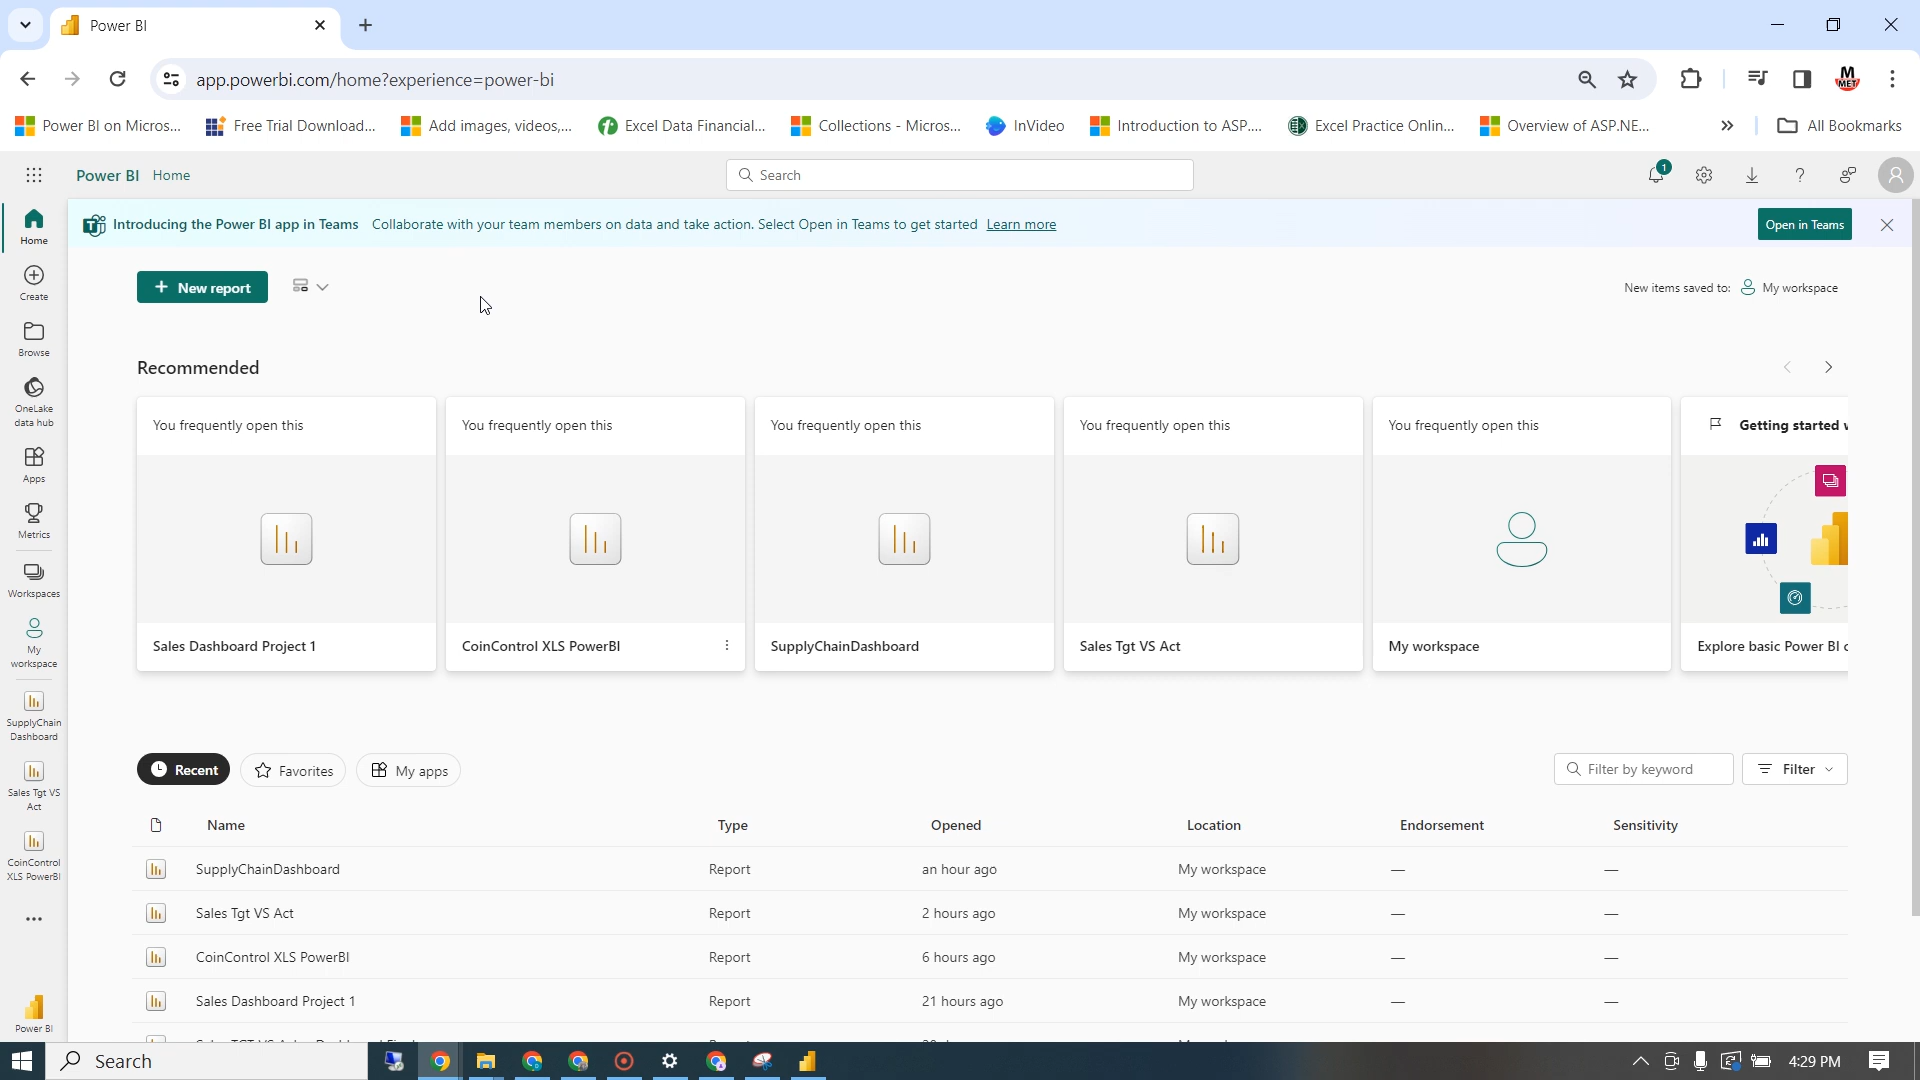 Power BI
app.powerbi.com/home?experience=power-bi
Power BI on Micros...
Free Trial Download...
Add images, videos,...
Excel Data Financial...
Collections - Micros...
InVideo
Introduction to ASP....
Excel Practice Onlin...
Overview of ASP.NE...
All Bookmarks
Power BI Home
Search
1
Introducing the Power BI app in Teams Collaborate with your team members on data and take action. Select Open in Teams to get started Learn more
Open in Teams
Home
Create
Browse
OneLake
data hub
Apps
Metrics
Workspaces
My
workspace
SupplyChain
Dashboard
Sales Tgt VS
Act
CoinControl
XLS PowerBI
Power BI
New report
New items saved to: My workspace
Recommended
You frequently open this
Sales Dashboard Project 1
You frequently open this
CoinControl XLS PowerBI
You frequently open this
SupplyChainDashboard
You frequently open this
Sales Tgt VS Act
You frequently open this
My workspace
Getting started
Explore basic Power BI
Recent
Favorites
My apps
Filter by keyword
Filter
Name Type Opened Location Endorsement Sensitivity
SupplyChainDashboard Report an hour ago My workspace — —
Sales Tgt VS Act Report 2 hours ago My workspace — —
CoinControl XLS PowerBI Report 6 hours ago My workspace — —
Sales Dashboard Project 1 Report 21 hours ago My workspace — —
Search
4:29 PM